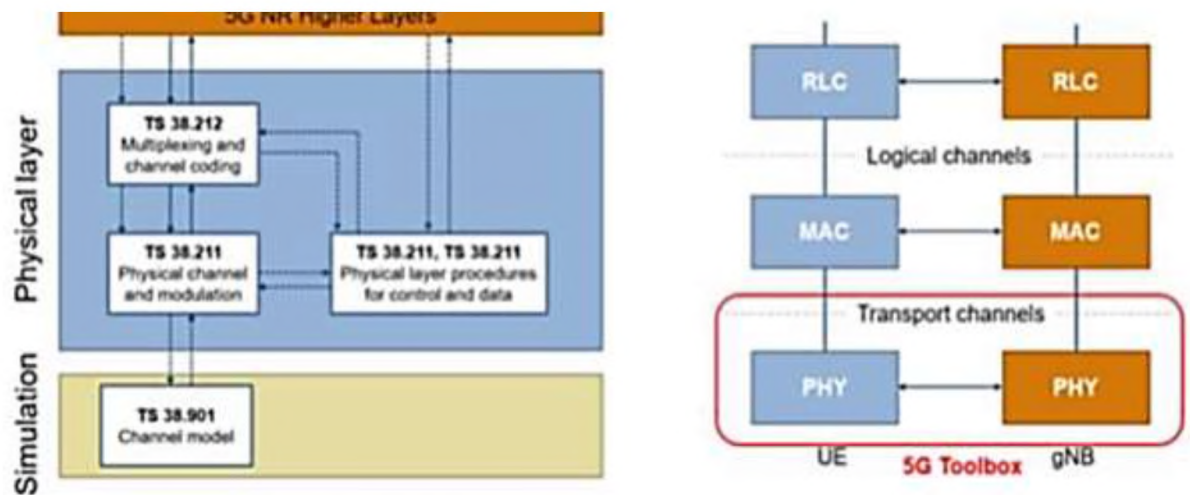 5G NR Higher Layers
Physical layer
TS 38.212
Multiplexing and
channel coding
TS 38.211
Physical channel
and modulation
TS 38.211, TS 38.211
Physical layer procedures
for control and data
Simulation
TS 38.901
Channel model
RLC
RLC
Logical channels
MAC
MAC
Transport channels
PHY
PHY
UE
5G Toolbox
gNB